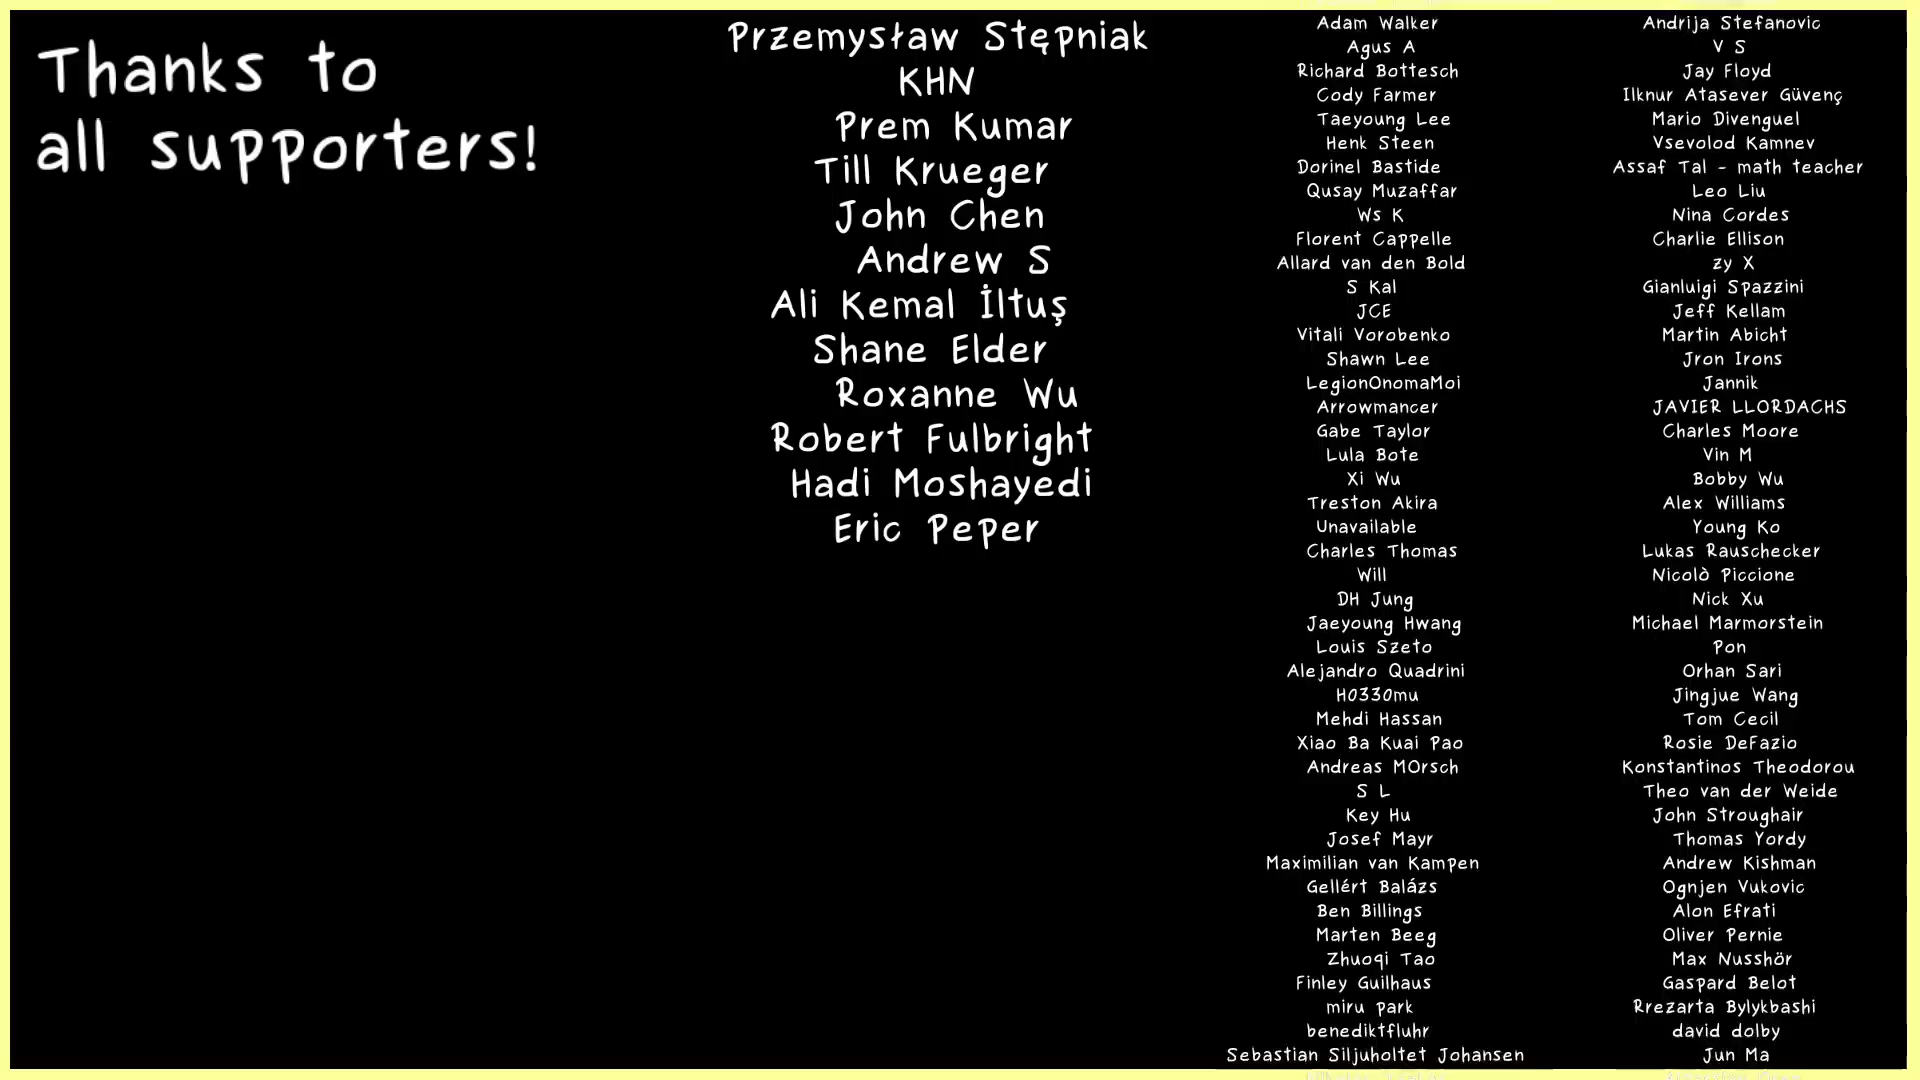 Thanks to
all supporters!
Przemysław Stępniak
KHN
Prem Kumar
Till Krueger
John Chen
Andrew S
Ali Kemal İltuş
Shane Elder
Roxanne Wu
Robert Fulbright
Hadi Moshayedi
Eric Peper
Adam Walker
Agus A
Richard Bottesch
Cody Farmer
Taeyoung Lee
Henk Steen
Dorinel Bastide
Qusay Muzaffar
Ws K
Florent Cappelle
Allard van den Bold
S Kal
JCE
Vitali Vorobenko
Shawn Lee
LegionOnomaMoi
Arrowmancer
Gabe Taylor
Lula Bote
Xi Wu
Treston Akira
Unavailable
Charles Thomas
Will
DH Jung
Jaeyoung Hwang
Louis Szeto
Alejandro Quadrini
H0330mu
Mehdi Hassan
Xiao Ba Kuai Pao
Andreas MOrsch
S L
Key Hu
Josef Mayr
Maximilian van Kampen
Gellért Balázs
Ben Billings
Marten Beeg
Zhuoqi Tao
Finley Guilhaus
miru park
benediktfluhr
Sebastian Siljuholtet Johansen
Andrija Stefanovic
V S
Jay Floyd
Ilknur Atasever Güvenç
Mario Divenguel
Vsevolod Kamnev
Assaf Tal - math teacher
Leo Liu
Nina Cordes
Charlie Ellison
zy X
Gianluigi Spazzini
Jeff Kellam
Martin Abicht
Jron Irons
Jannik
JAVIER LLORDACHS
Charles Moore
Vin M
Bobby Wu
Alex Williams
Young Ko
Lukas Rauschecker
Nicolò Piccione
Nick Xu
Michael Marmorstein
Pon
Orhan Sari
Jingjue Wang
Tom Cecil
Rosie DeFazio
Konstantinos Theodorou
Theo van der Weide
John Stroughair
Thomas Yordy
Andrew Kishman
Ognjen Vukovic
Alon Efrati
Oliver Pernie
Max Nusshör
Gaspard Belot
Rrezarta Bylykbashi
david dolby
Jun Ma